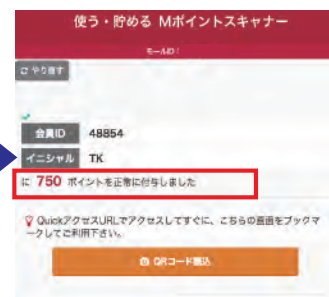 使う・貯める Mポイントスキャナー
モールID：
やり直す
会員ID 48854
イニシャル TK
に 750 ポイントを正常に付与しました
QuickアクセスURLでアクセスしてすぐに、こちらの画面をブックマ
ークしてご利用下さい。
QRコード読込